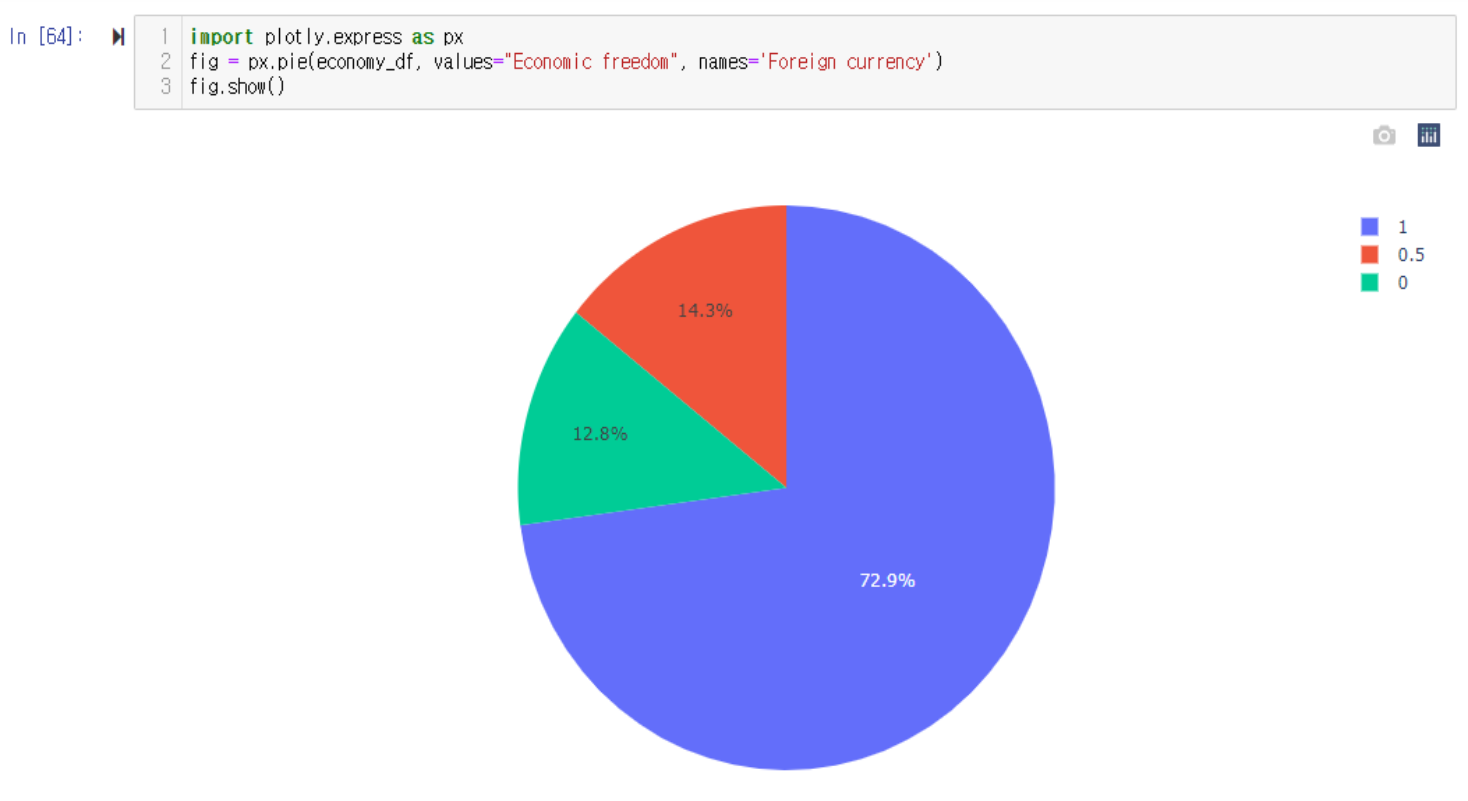 In [64]:
1 import plotly.express as px
2 fig = px.pie(economy_df, values="Economic freedom", names='Foreign currency')
3 fig.show()
1
0.5
0
14.3%
12.8%
72.9%